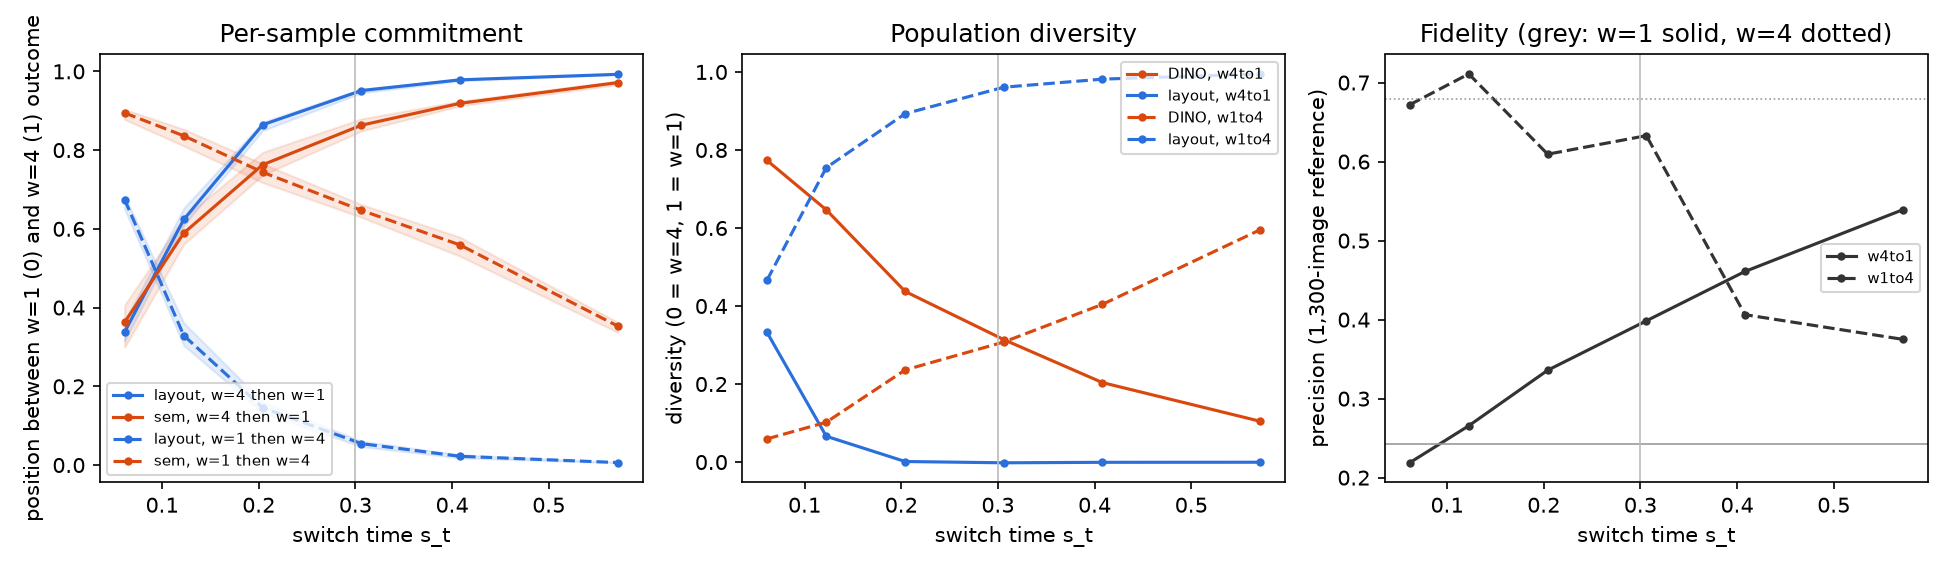 Per-sample commitment
position between w=1 (0) and w=4 (1) outcome
1.0
0.8
0.6
0.4
0.2
0.0
layout, w=4 then w=1
sem, w=4 then w=1
layout, w=1 then w=4
sem, w=1 then w=4
0.1 0.2 0.3 0.4 0.5
switch time s_t
Population diversity
diversity (0 = w=4, 1 = w=1)
1.0
0.8
0.6
0.4
0.2
0.0
DINO, w4to1
layout, w4to1
DINO, w1to4
layout, w1to4
0.1 0.2 0.3 0.4 0.5
switch time s_t
Fidelity (grey: w=1 solid, w=4 dotted)
precision (1,300-image reference)
0.7
0.6
0.5
0.4
0.3
0.2
w4to1
w1to4
0.1 0.2 0.3 0.4 0.5
switch time s_t